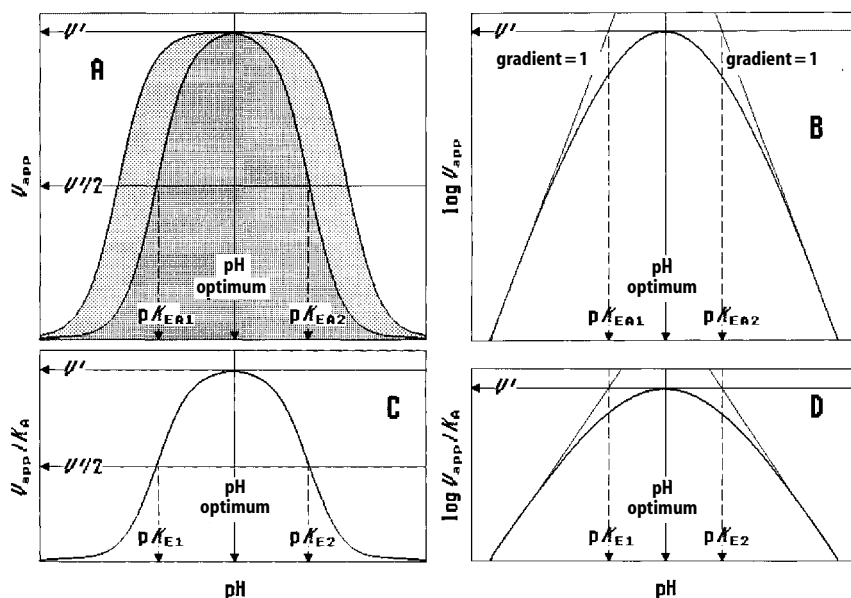 V'
A
V_app
V'/2
pH
optimum
pK_EA1
pK_EA2
V'
gradient = 1
gradient = 1
B
log V_app
pH
optimum
pK_EA1
pK_EA2
V'
C
V_app / K_A
V'/2
pH
optimum
pK_E1
pK_E2
pH
V'
D
log V_app / K_A
pH
optimum
pK_E1
pK_E2
pH